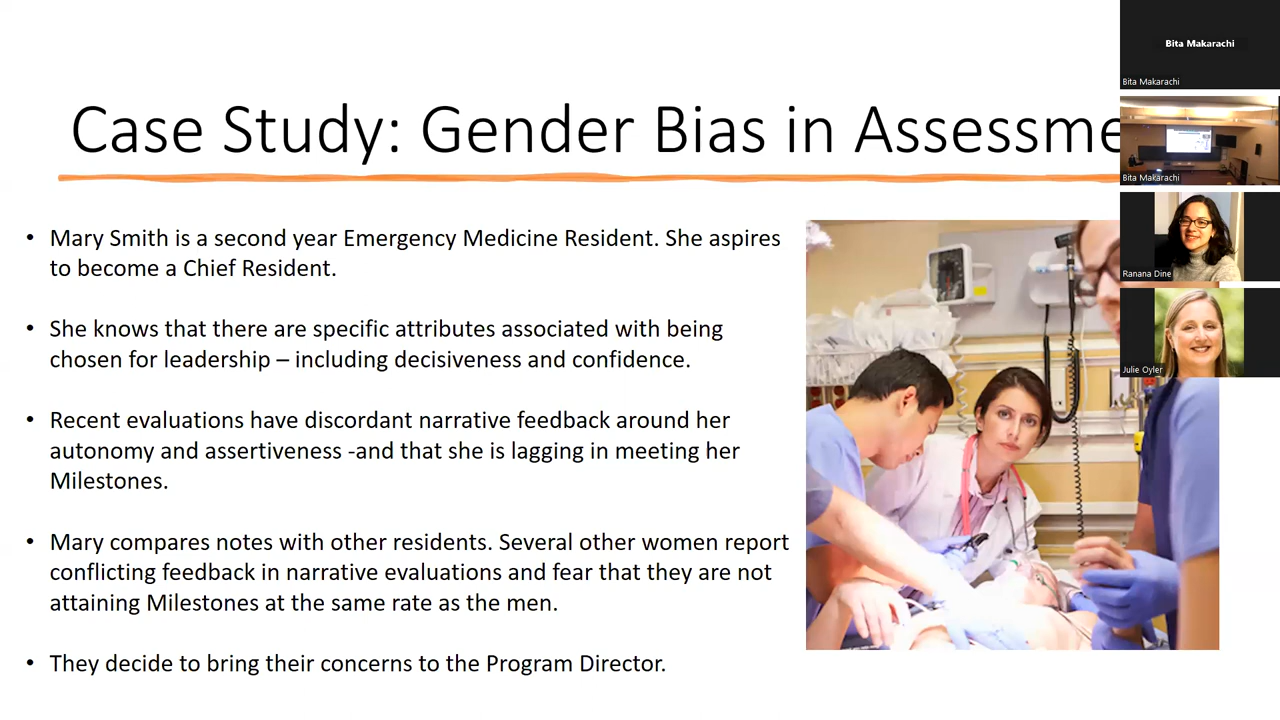 Case Study: Gender Bias in Assessme
• Mary Smith is a second year Emergency Medicine Resident. She aspires
to become a Chief Resident.
• She knows that there are specific attributes associated with being
chosen for leadership – including decisiveness and confidence.
• Recent evaluations have discordant narrative feedback around her
autonomy and assertiveness -and that she is lagging in meeting her
Milestones.
• Mary compares notes with other residents. Several other women report
conflicting feedback in narrative evaluations and fear that they are not
attaining Milestones at the same rate as the men.
• They decide to bring their concerns to the Program Director.
Bita Makarachi
Bita Makarachi
Bita Makarachi
Ranana Dine
Julie Oyler